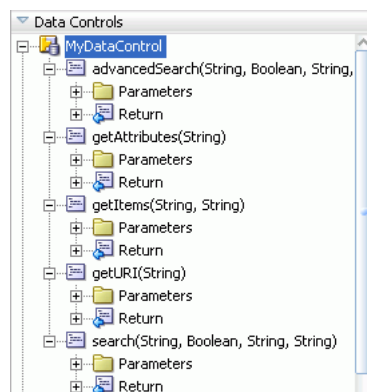 Data Controls
MyDataControl
advancedSearch(String, Boolean, String,
Parameters
Return
getAttributes(String)
Parameters
Return
getItems(String, String)
Parameters
Return
getURI(String)
Parameters
Return
search(String, Boolean, String, String)
Parameters
Return